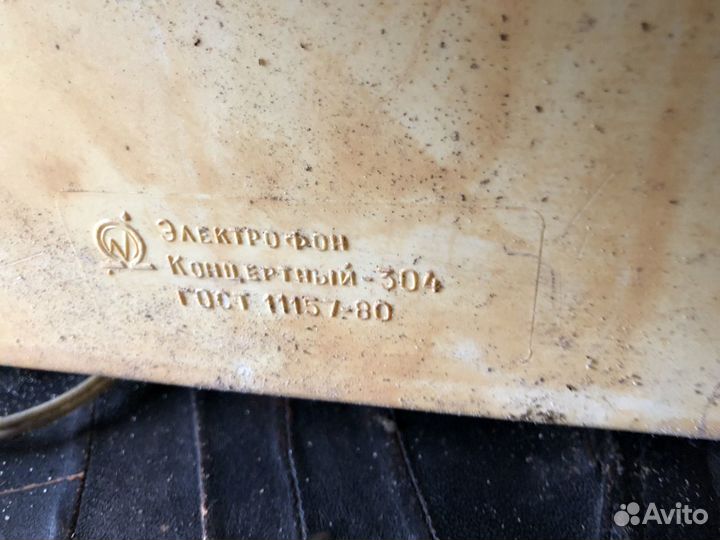 Электрофон
Концертный-304
ГОСТ 11157-80
Avito